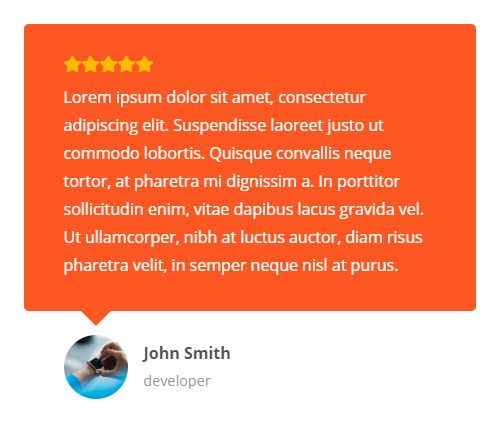 Lorem ipsum dolor sit amet, consectetur
adipiscing elit. Suspendisse laoreet justo ut
commodo lobortis. Quisque convallis neque
tortor, at pharetra mi dignissim a. In porttitor
sollicitudin enim, vitae dapibus lacus gravida vel.
Ut ullamcorper, nibh at luctus auctor, diam risus
pharetra velit, in semper neque nisl at purus.
John Smith
developer